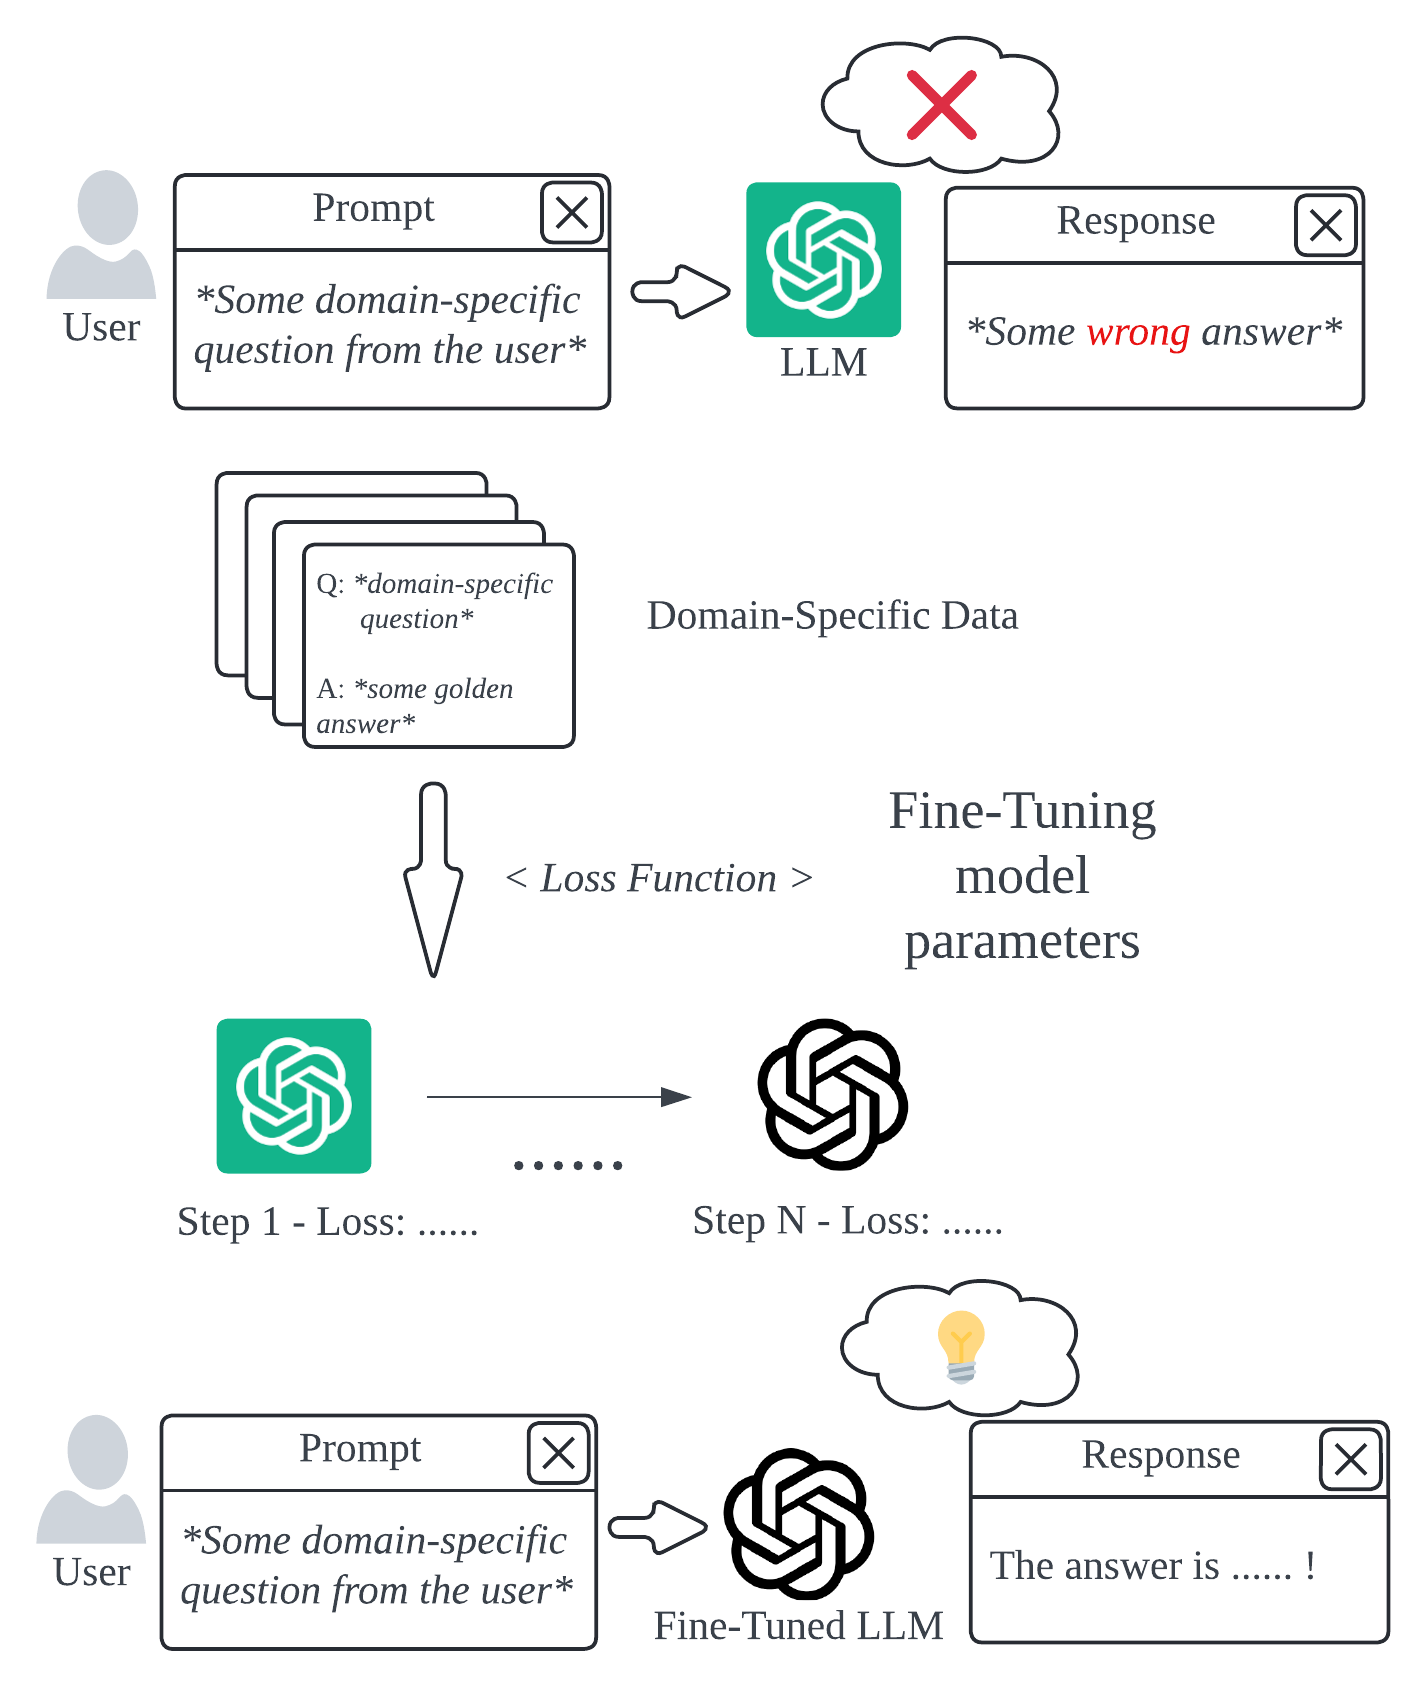 Prompt
User
*Some domain-specific
question from the user*
LLM
Response
*Some wrong answer*
Q: *domain-specific
question*
A: *some golden
answer*
Domain-Specific Data
< Loss Function >
Fine-Tuning
model
parameters
......
Step 1 - Loss: ......
Step N - Loss: ......
Prompt
User
*Some domain-specific
question from the user*
Fine-Tuned LLM
Response
The answer is ...... !